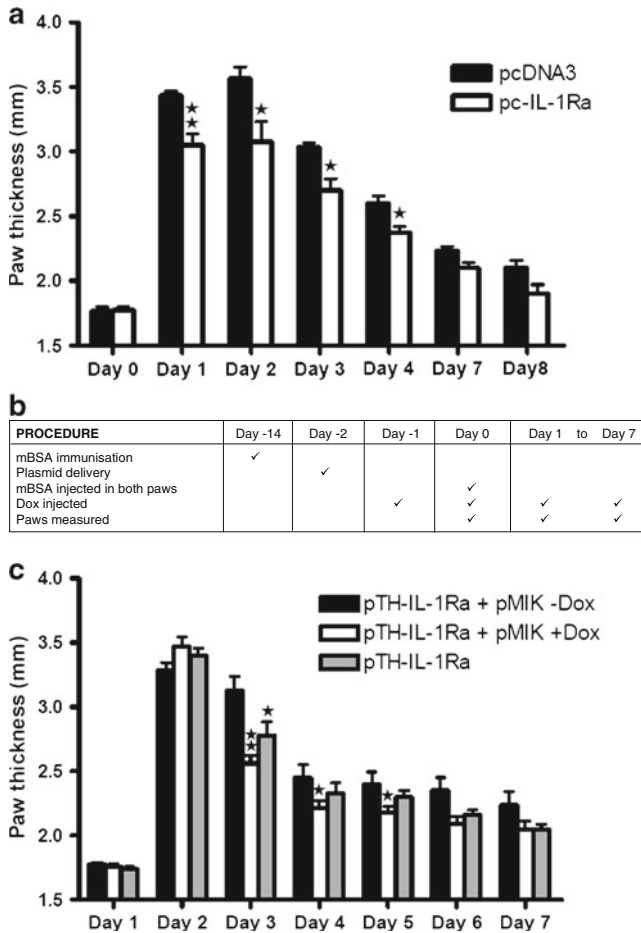 a
4.0
3.5
3.0
2.5
2.0
1.5
Paw thickness (mm)
pcDNA3
pc-IL-1Ra
★★ ★ ★ ★
Day 0 Day 1 Day 2 Day 3 Day 4 Day 7 Day8
b
PROCEDURE Day -14 Day -2 Day -1 Day 0 Day 1 to Day 7
mBSA immunisation ✓
Plasmid delivery ✓
mBSA injected in both paws ✓
Dox injected ✓ ✓ ✓ ✓
Paws measured ✓ ✓ ✓
c
4.0
3.5
3.0
2.5
2.0
1.5
Paw thickness (mm)
pTH-IL-1Ra + pMIK -Dox
pTH-IL-1Ra + pMIK +Dox
pTH-IL-1Ra
★★ ★ ★ ★
Day 1 Day 2 Day 3 Day 4 Day 5 Day 6 Day 7